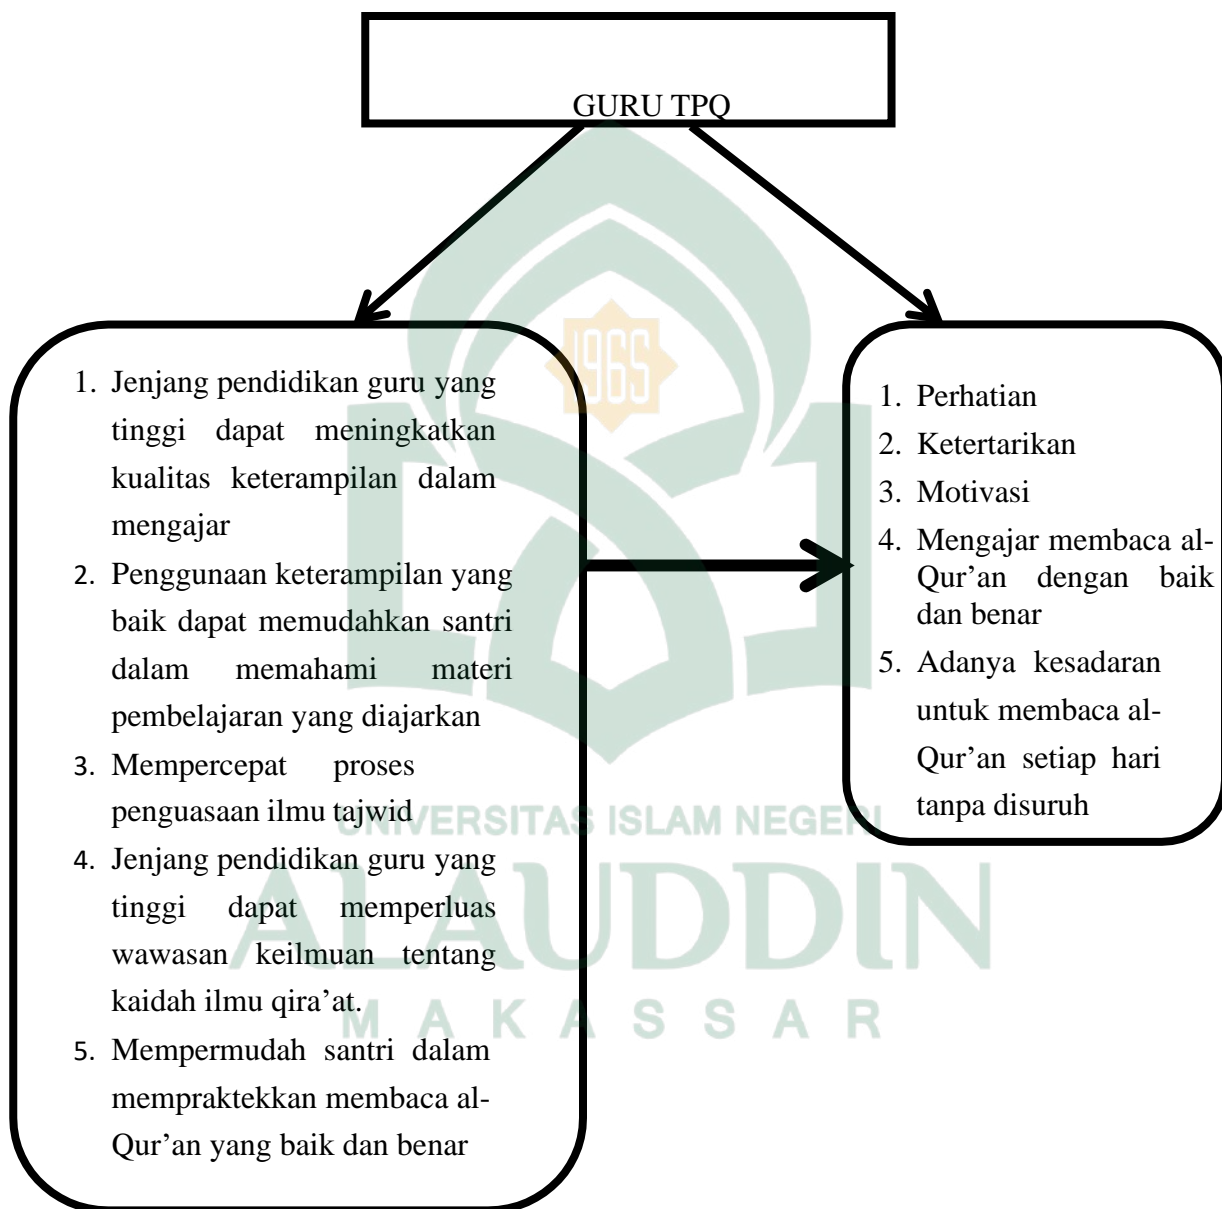 GURU TPQ
1. Jenjang pendidikan guru yang
tinggi dapat meningkatkan
kualitas keterampilan dalam
mengajar
2. Penggunaan keterampilan yang
baik dapat memudahkan santri
dalam memahami materi
pembelajaran yang diajarkan
3. Mempercepat proses
penguasaan ilmu tajwid
4. Jenjang pendidikan guru yang
tinggi dapat memperluas
wawasan keilmuan tentang
kaidah ilmu qira’at.
5. Mempermudah santri dalam
mempraktekkan membaca al-
Qur’an yang baik dan benar
1. Perhatian
2. Ketertarikan
3. Motivasi
4. Mengajar membaca al-
Qur’an dengan baik
dan benar
5. Adanya kesadaran
untuk membaca al-
Qur’an setiap hari
tanpa disuruh
1965
UNIVERSITAS ISLAM NEGERI
ALAUDDIN
MAKASSAR